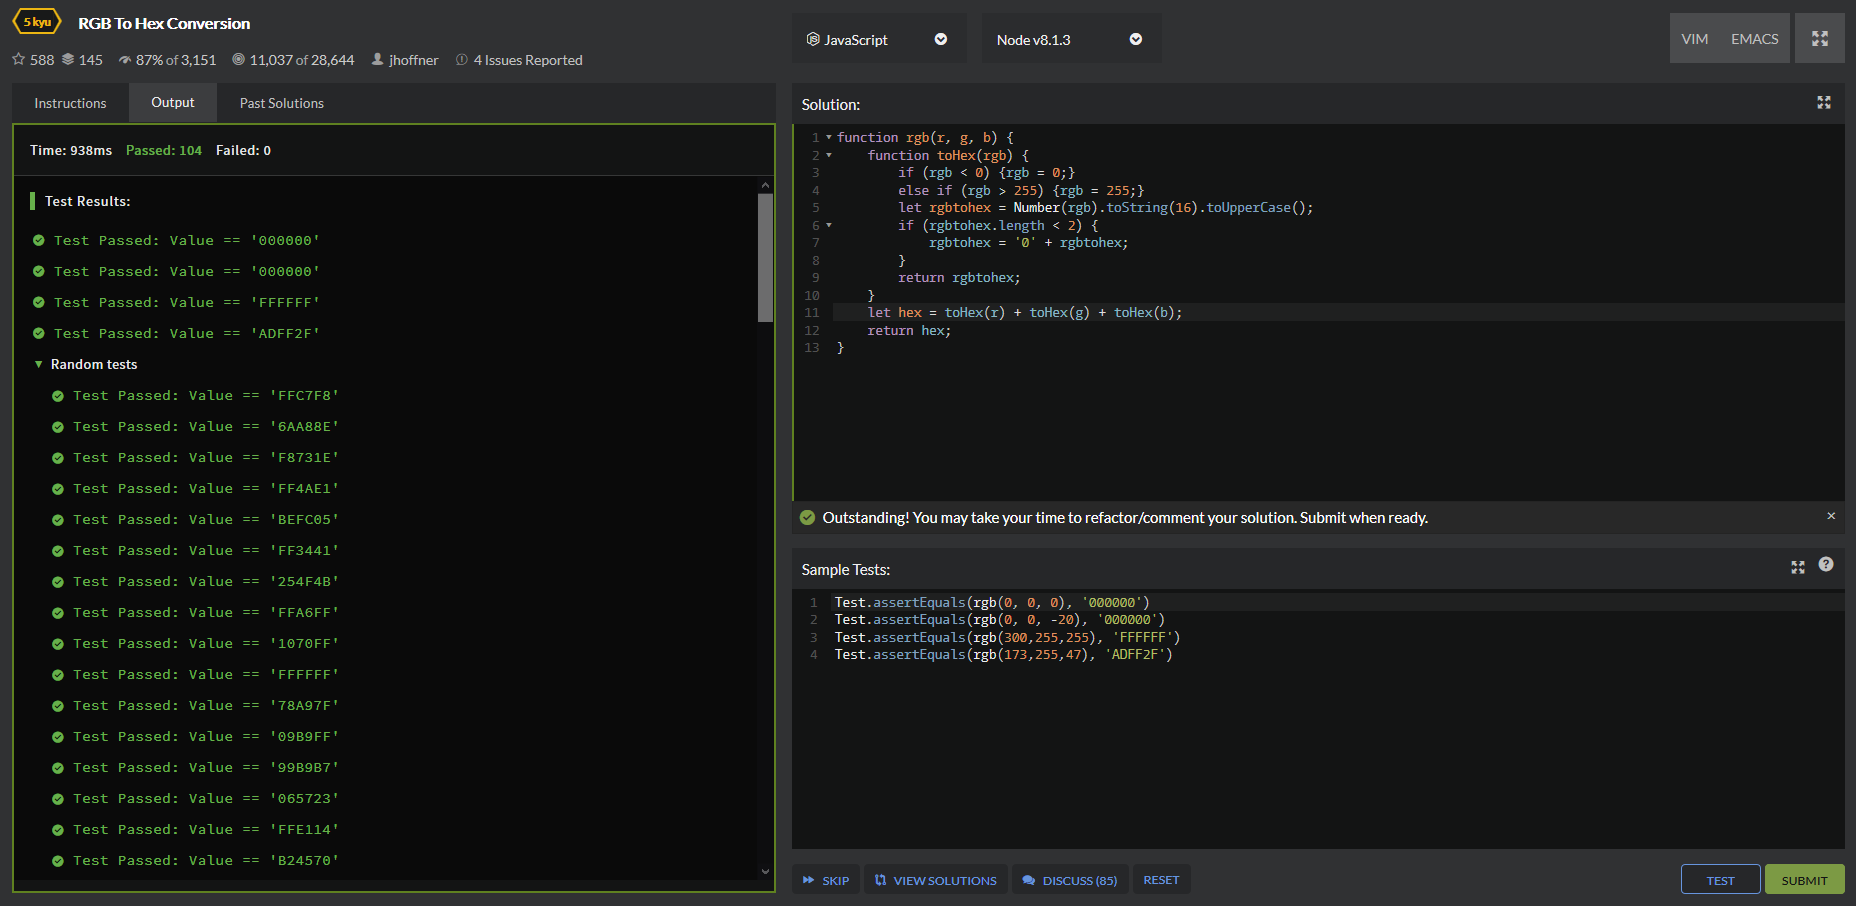 5 kyu RGB To Hex Conversion
588 145 87% of 3,151 11,037 of 28,644 jhoffner 4 Issues Reported
JavaScript
Node v8.1.3
VIM EMACS
Instructions Output Past Solutions
Time: 938ms Passed: 104 Failed: 0
Test Results:
Test Passed: Value == '000000'
Test Passed: Value == '000000'
Test Passed: Value == 'FFFFFF'
Test Passed: Value == 'ADFF2F'
Random tests
Test Passed: Value == 'FFC7F8'
Test Passed: Value == '6AA88E'
Test Passed: Value == 'F8731E'
Test Passed: Value == 'FF4AE1'
Test Passed: Value == 'BEFC05'
Test Passed: Value == 'FF3441'
Test Passed: Value == '254F4B'
Test Passed: Value == 'FFA6FF'
Test Passed: Value == '1070FF'
Test Passed: Value == 'FFFFFF'
Test Passed: Value == '78A97F'
Test Passed: Value == '09B9FF'
Test Passed: Value == '99B9B7'
Test Passed: Value == '065723'
Test Passed: Value == 'FFE114'
Test Passed: Value == 'B24570'
Solution:
1 function rgb(r, g, b) {
2 function toHex(rgb) {
3 if (rgb < 0) {rgb = 0;}
4 else if (rgb > 255) {rgb = 255;}
5 let rgbtohex = Number(rgb).toString(16).toUpperCase();
6 if (rgbtohex.length < 2) {
7 rgbtohex = '0' + rgbtohex;
8 }
9 return rgbtohex;
10 }
11 let hex = toHex(r) + toHex(g) + toHex(b);
12 return hex;
13 }
Outstanding! You may take your time to refactor/comment your solution. Submit when ready. ×
Sample Tests: ?
1 Test.assertEquals(rgb(0, 0, 0), '000000')
2 Test.assertEquals(rgb(0, 0, -20), '000000')
3 Test.assertEquals(rgb(300,255,255), 'FFFFFF')
4 Test.assertEquals(rgb(173,255,47), 'ADFF2F')
SKIP VIEW SOLUTIONS DISCUSS (85) RESET TEST SUBMIT